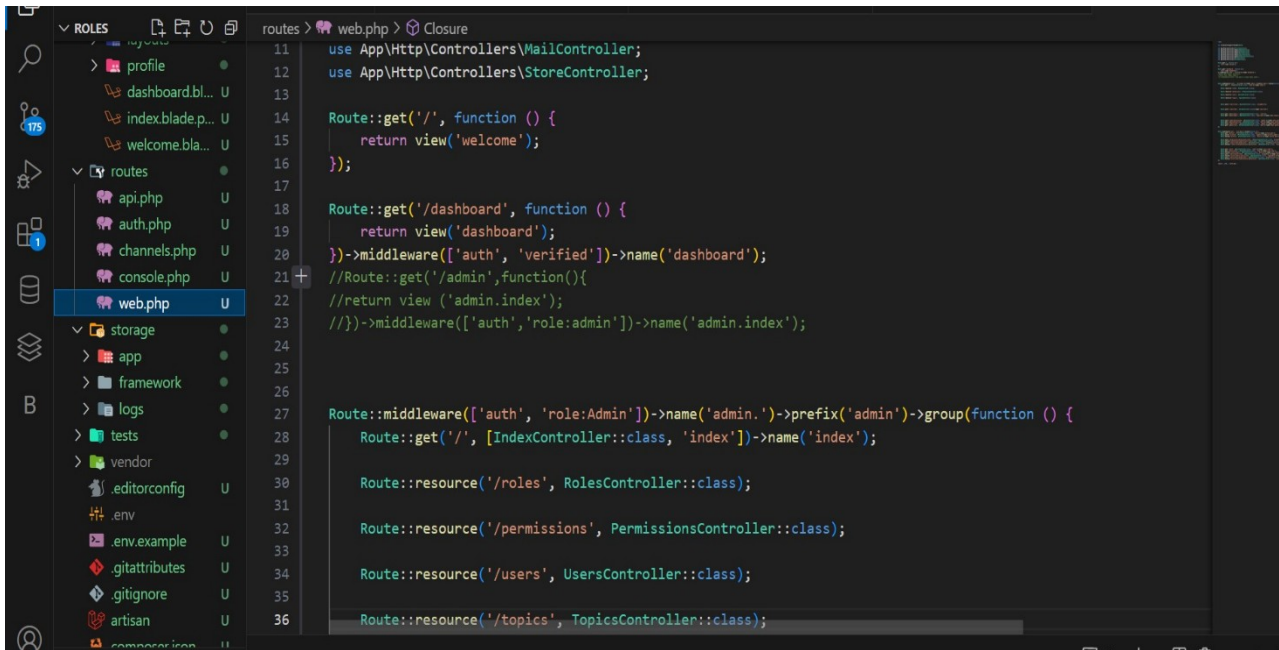 ROLES
layouts
profile
dashboard.bl... U
index.blade.p... U
welcome.bla... U
routes
api.php U
auth.php U
channels.php U
console.php U
web.php U
storage
app
framework
logs
tests
vendor
.editorconfig U
.env
.env.example U
.gitattributes U
.gitignore U
artisan U
composer.json U
175
1
B
routes > web.php > Closure
11 use App\Http\Controllers\MailController;
12 use App\Http\Controllers\StoreController;
13
14 Route::get('/', function () {
15 return view('welcome');
16 });
17
18 Route::get('/dashboard', function () {
19 return view('dashboard');
20 })->middleware(['auth', 'verified'])->name('dashboard');
21 //Route::get('/admin',function(){
22 //return view ('admin.index');
23 //})->middleware(['auth','role:admin'])->name('admin.index');
24
25
26
27 Route::middleware(['auth', 'role:Admin'])->name('admin.')->prefix('admin')->group(function () {
28 Route::get('/', [IndexController::class, 'index'])->name('index');
29
30 Route::resource('/roles', RolesController::class);
31
32 Route::resource('/permissions', PermissionsController::class);
33
34 Route::resource('/users', UsersController::class);
35
36 Route::resource('/topics', TopicsController::class);